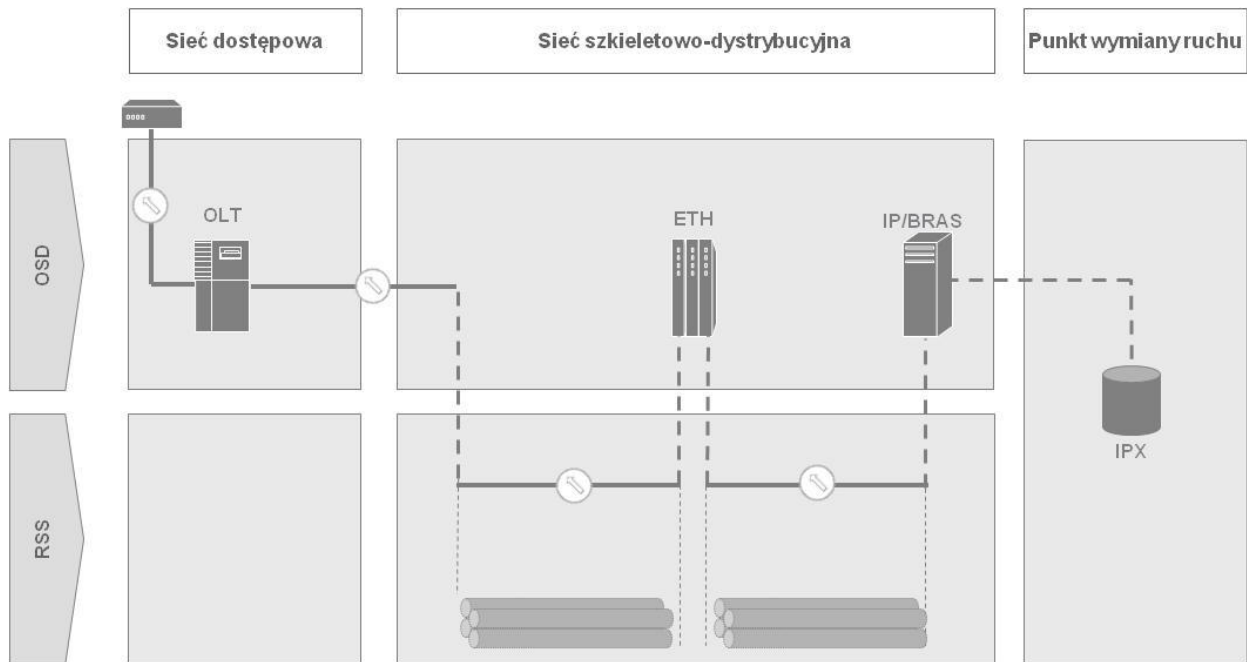 Sieć dostępowa
Sieć szkieletowo-dystrybucyjna
Punkt wymiany ruchu
OSD
OLT
ETH
IP/BRAS
IPX
RSS